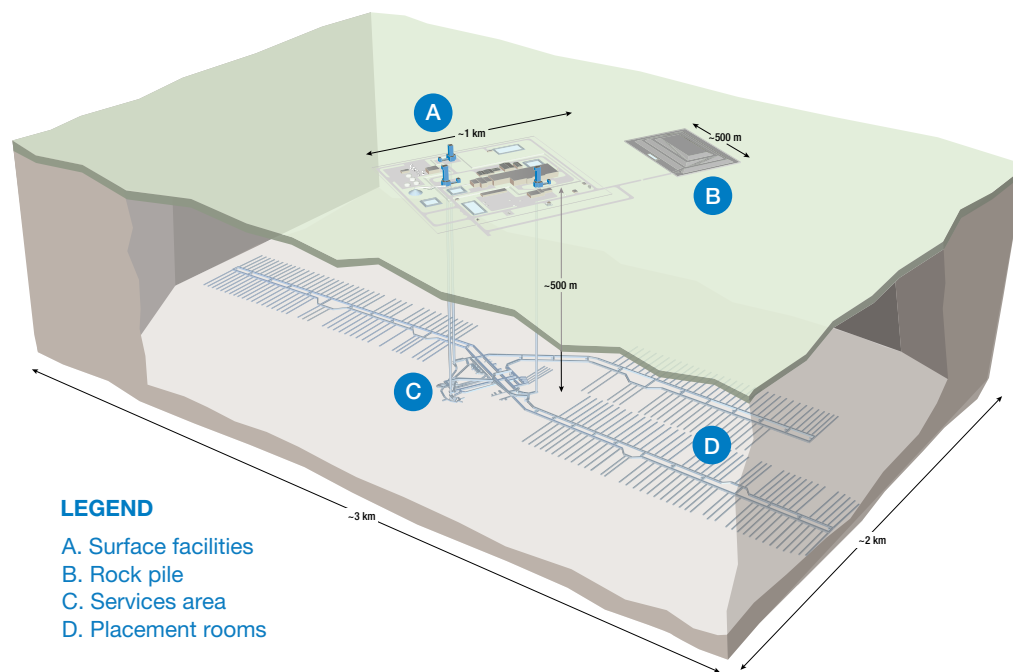 A
~1 km
~500 m
B
~500 m
C
D
~3 km
~2 km
LEGEND
A. Surface facilities
B. Rock pile
C. Services area
D. Placement rooms